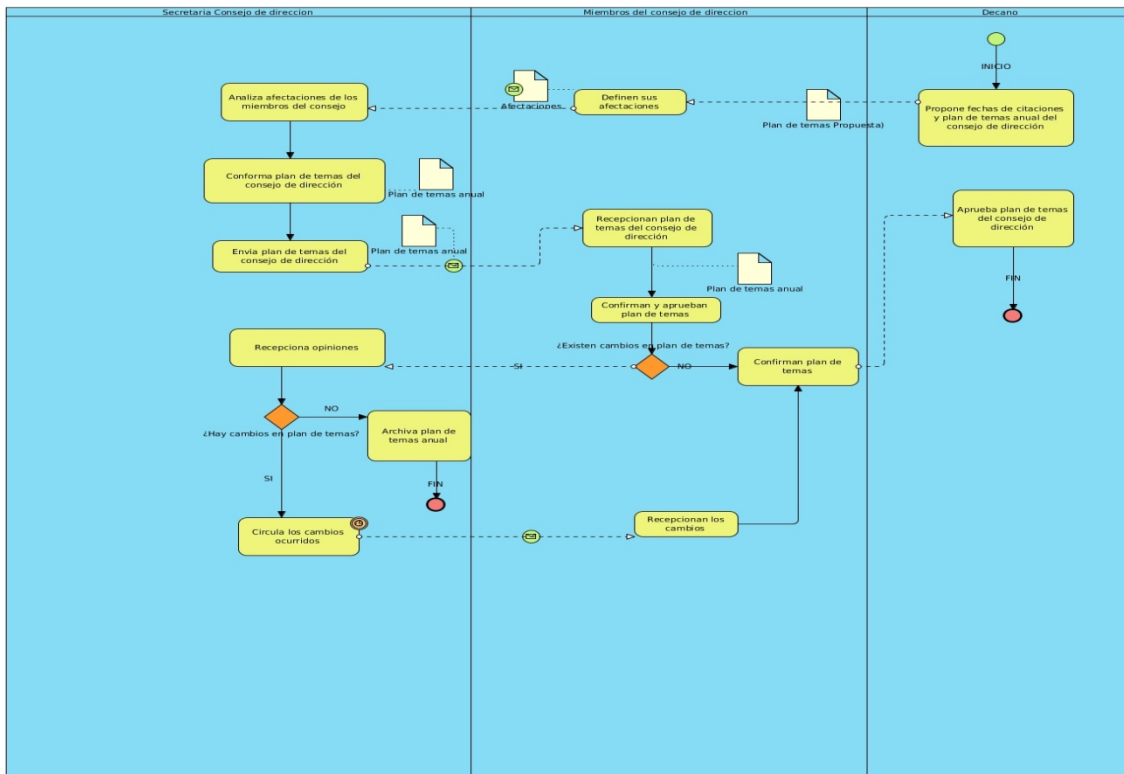 Secretaria Consejo de direccion
Miembros del consejo de direccion
Decano
INICIO
Propone fechas de citaciones
y plan de temas anual del
consejo de dirección
Plan de temas Propuesta)
Definen sus
afectaciones
Afectaciones
Analiza afectaciones de los
miembros del consejo
Conforma plan de temas del
consejo de dirección
Plan de temas anual
Envia plan de temas del
consejo de dirección
Plan de temas anual
Recepcionan plan de
temas del consejo de
dirección
Plan de temas anual
Confirman y aprueban
plan de temas
¿Existen cambios en plan de temas?
SI
NO
Confirman plan de
temas
Aprueba plan de temas
del consejo de
dirección
FIN
Recepciona opiniones
¿Hay cambios en plan de temas?
NO
Archiva plan de
temas anual
FIN
SI
Circula los cambios
ocurridos
Recepcionan los
cambios